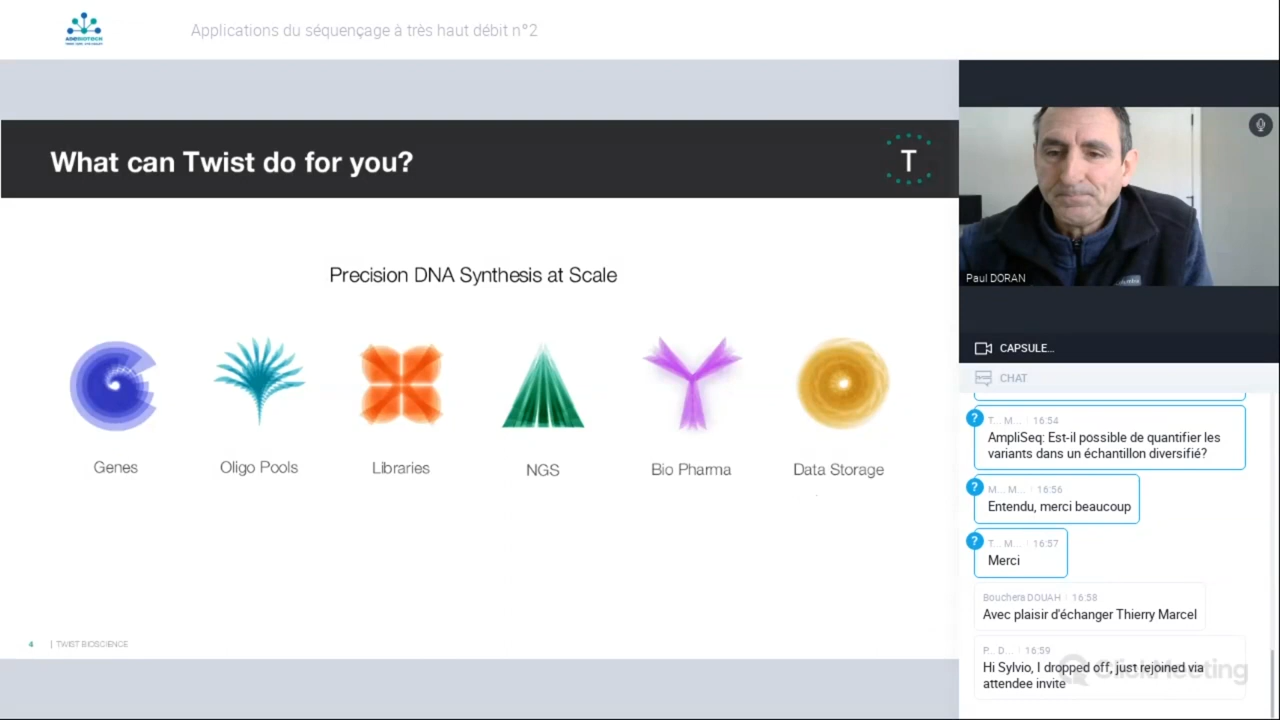 ADEBIOTECH
Applications du séquençage à très haut débit n°2
What can Twist do for you?
T
Precision DNA Synthesis at Scale
Genes
Oligo Pools
Libraries
NGS
Bio Pharma
Data Storage
4 | TWIST BIOSCIENCE
Paul DORAN
CAPSULE...
CHAT
? T... M... | 16:54
AmpliSeq: Est-il possible de quantifier les
variants dans un échantillon diversifié?
? M... M... | 16:56
Entendu, merci beaucoup
? T... M... | 16:57
Merci
Bouchera DOUAH | 16:58
Avec plaisir d'échanger Thierry Marcel
P... D... | 16:59
Hi Sylvio, I dropped off, just rejoined via
attendee invite
ClickMeeting